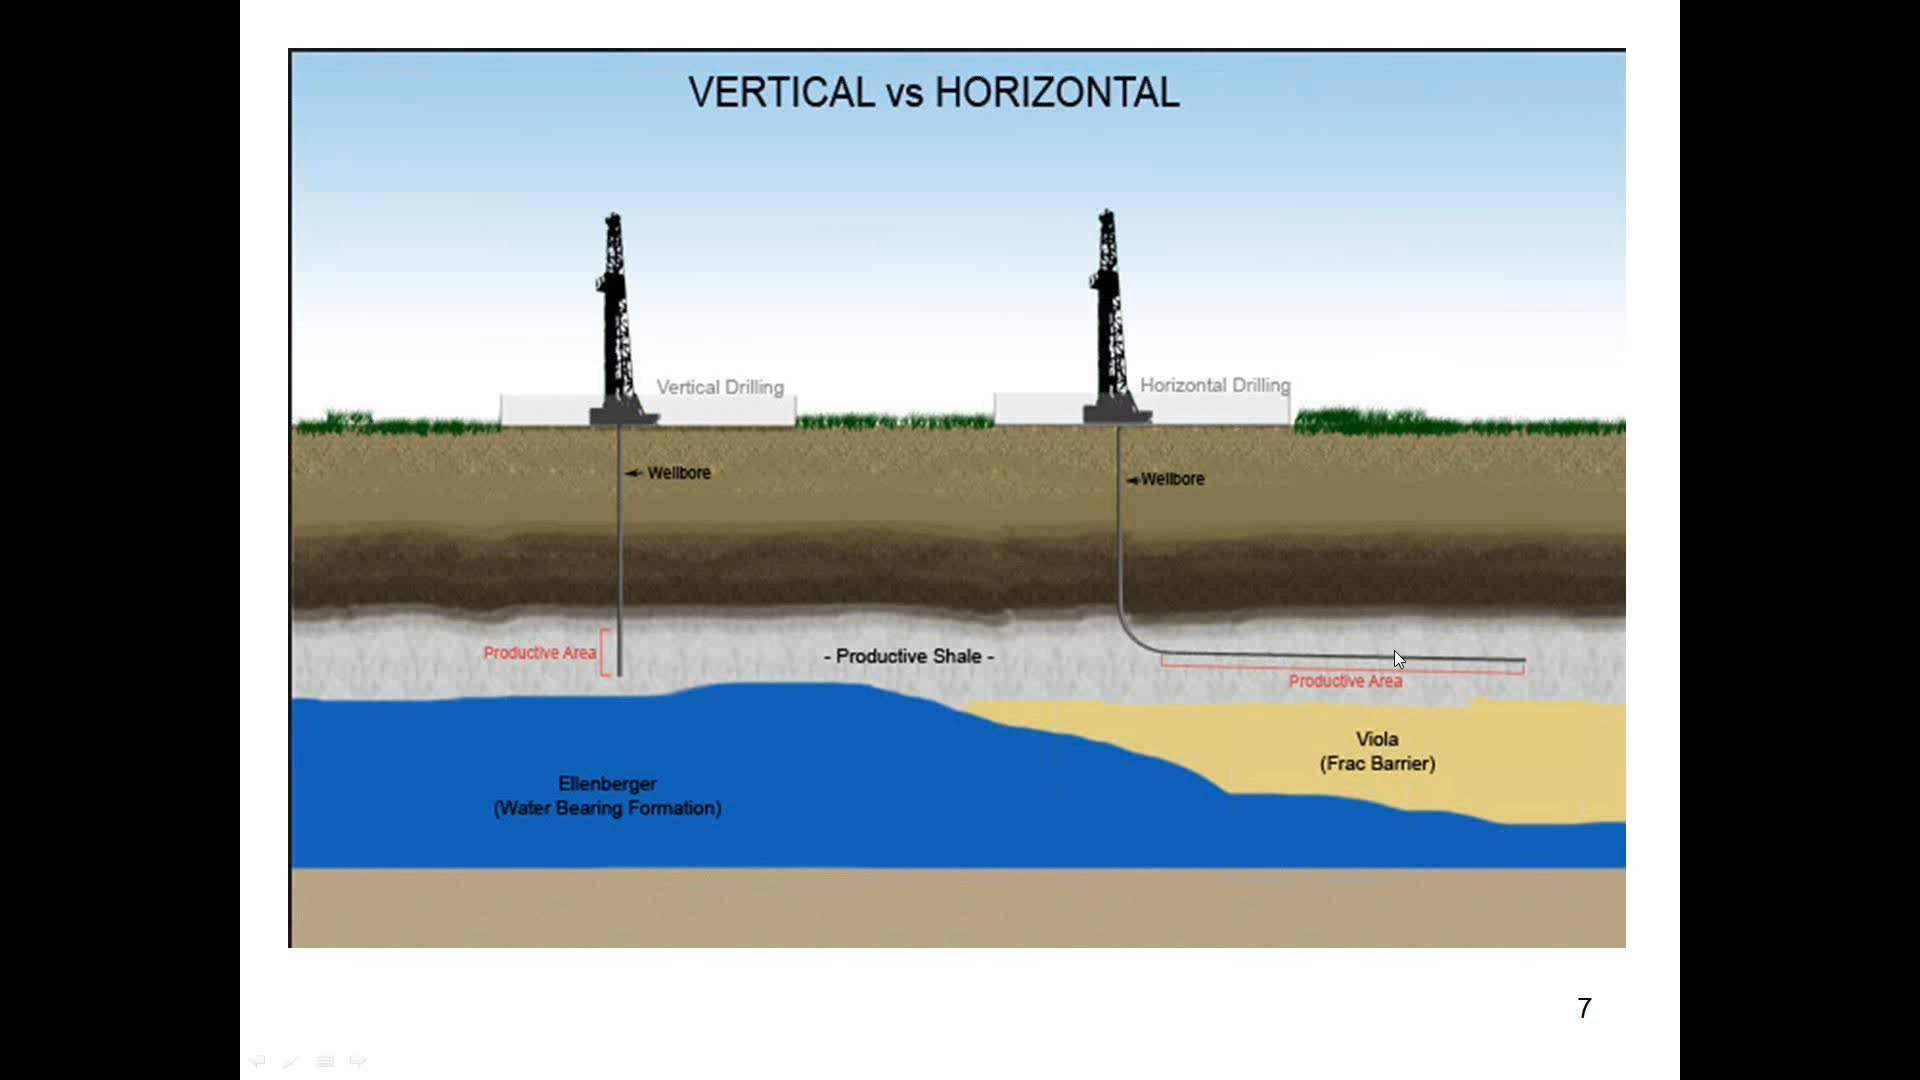 VERTICAL vs HORIZONTAL
Vertical Drilling
Horizontal Drilling
Wellbore
Wellbore
Productive Area
- Productive Shale -
Productive Area
Viola
(Frac Barrier)
Ellenberger
(Water Bearing Formation)
7